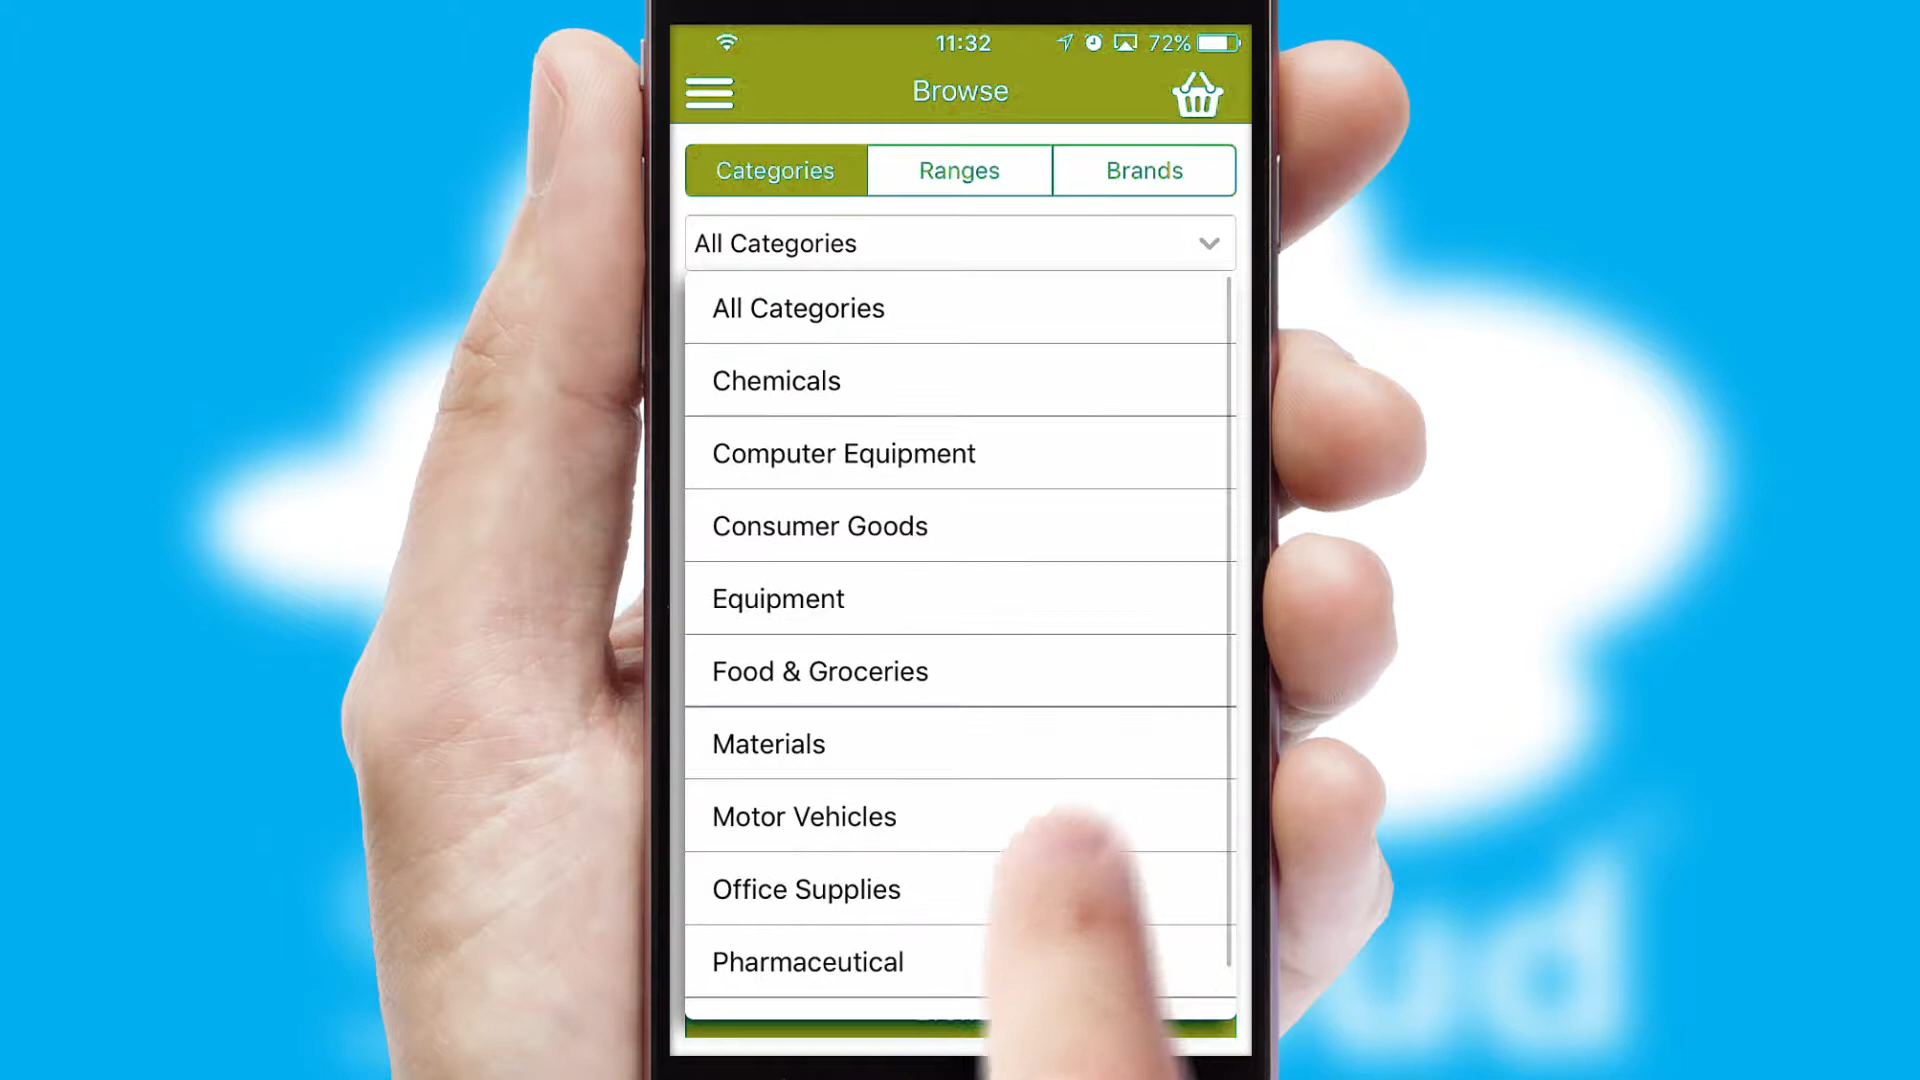 11:32
72%
Browse
Categories
Ranges
Brands
All Categories
All Categories
Chemicals
Computer Equipment
Consumer Goods
Equipment
Food & Groceries
Materials
Motor Vehicles
Office Supplies
Pharmaceutical